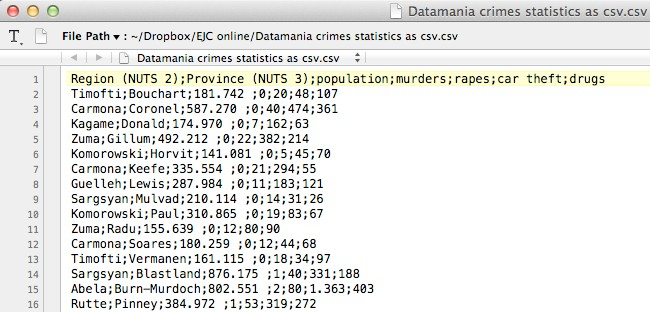 Datamania crimes statistics as csv.csv
File Path ▾ : ~/Dropbox/EJC online/Datamania crimes statistics as csv.csv
Datamania crimes statistics as csv.csv
1 Region (NUTS 2);Province (NUTS 3);population;murders;rapes;car theft;drugs
2 Timofti;Bouchart;181.742 ;0;20;48;107
3 Carmona;Coronel;587.270 ;0;40;474;361
4 Kagame;Donald;174.970 ;0;7;162;63
5 Zuma;Gillum;492.212 ;0;22;382;214
6 Komorowski;Horvit;141.081 ;0;5;45;70
7 Carmona;Keefe;335.554 ;0;21;294;55
8 Guelleh;Lewis;287.984 ;0;11;183;121
9 Sargsyan;Mulvad;210.114 ;0;14;31;26
10 Komorowski;Paul;310.865 ;0;19;83;67
11 Zuma;Radu;155.639 ;0;12;80;90
12 Carmona;Soares;180.259 ;0;12;44;68
13 Timofti;Vermanen;161.115 ;0;18;34;97
14 Sargsyan;Blastland;876.175 ;1;40;331;188
15 Abela;Burn-Murdoch;802.551 ;2;80;1.363;403
16 Rutte;Pinney;384.972 ;1;53;319;272